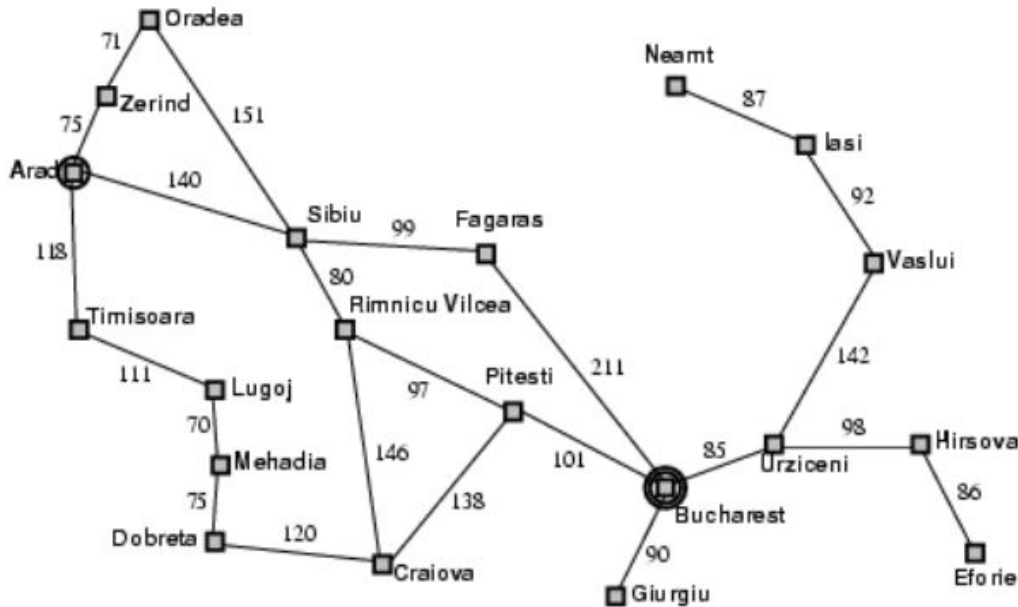 Oradea
71
Neamt
87
Zerind
75
151
Iasi
Arad
140
92
Sibiu
Fagaras
99
118
80
Vaslui
Timisoara
Rimnicu Vilcea
142
111
Lugoj
97
Pitesti
211
70
98
Hirsova
85
Mehadia
146
101
Urziceni
86
75
138
Bucharest
Dobreta
120
90
Craiova
Giurgiu
Eforie